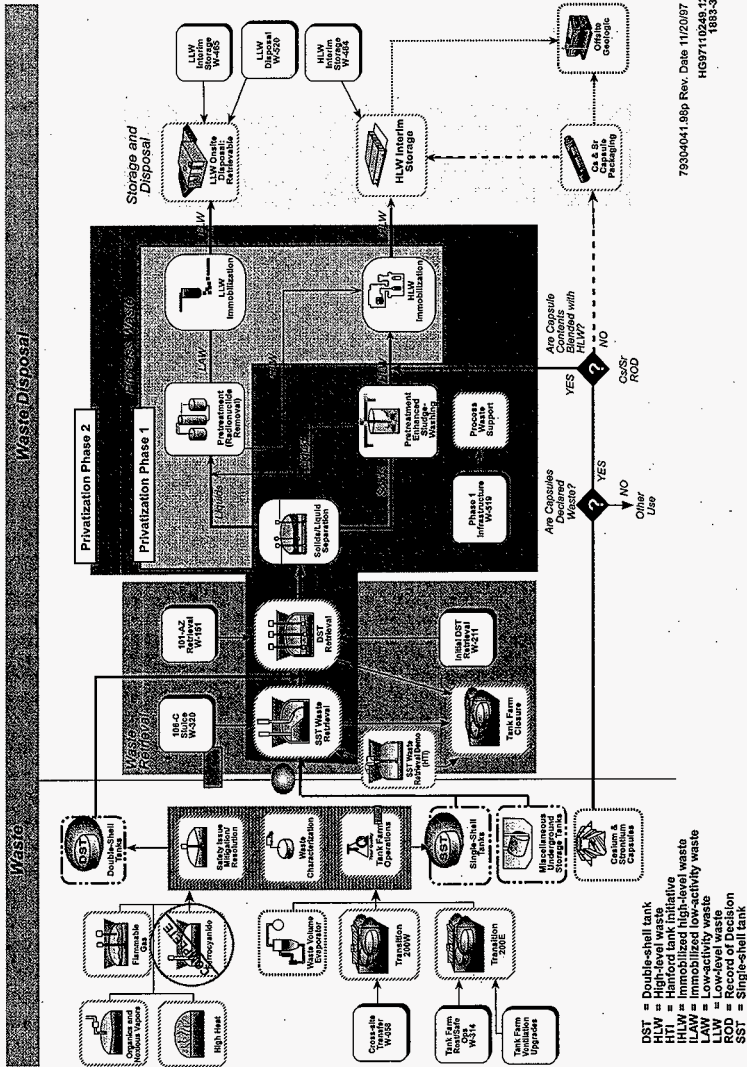 Waste
Waste Disposal
Organics and
Noxious Vapors
High Heat
Flammable
Gas
Ferrocyanide
COMPLETE
DST
Double-Shell
Tanks
Safety Issue
Mitigation/
Resolution
Waste
Characterization
Tank Farm
Operations
Waste Volume
Evaporator
Cross-site
Transfer
W-058
Transition
200W
Tank Farm
Rest/Safe
Ops
W-314
Tank Farm
Ventilation
Upgrades
Transition
200E
SST
Single-Shell
Tanks
Miscellaneous
Underground
Storage Tanks
Cesium &
Strontium
Capsules
Waste
Retrieval
106-C
Sluice
W-320
101-AZ
Retrieval
W-151
SST Waste
Retrieval
DST
Retrieval
SST Waste
Retrieval Demo
(HTI)
Initial DST
Retrieval
W-211
Tank Farm
Closure
Privatization Phase 2
Privatization Phase 1
Process Waste
Solids/Liquid
Separation
Liquids
Pretreatment
(Radionuclide
Removal)
LAW
LLW
Immobilization
Pretreatment
Enhanced
Sludge-
Washing
HLW
Immobilization
Phase 1
Infrastructure
W-519
Process
Waste
Support
Storage and
Disposal
LLW Onsite
Disposal:
Retrievable
LLW
Interim
Storage
W-465
LLW
Disposal
W-520
HLW
Interim
Storage
W-464
HLW Interim
Storage
Cs & Sr
Capsule
Packaging
Offsite
Geologic
Are Capsules
Declared
Waste?
?
YES
NO
Other
Use
Are Capsule
Contents
Blended with
HLW?
?
YES
NO
Cs/Sr
ROD
DST = Double-shell tank
HLW = High-level waste
HTI = Hanford tank initiative
IHLW = Immobilized high-level waste
ILAW = Immobilized low-activity waste
LAW = Low-activity waste
LLW = Low-level waste
ROD = Record of Decision
SST = Single-shell tank
79304041.98p Rev. Date 11/20/97